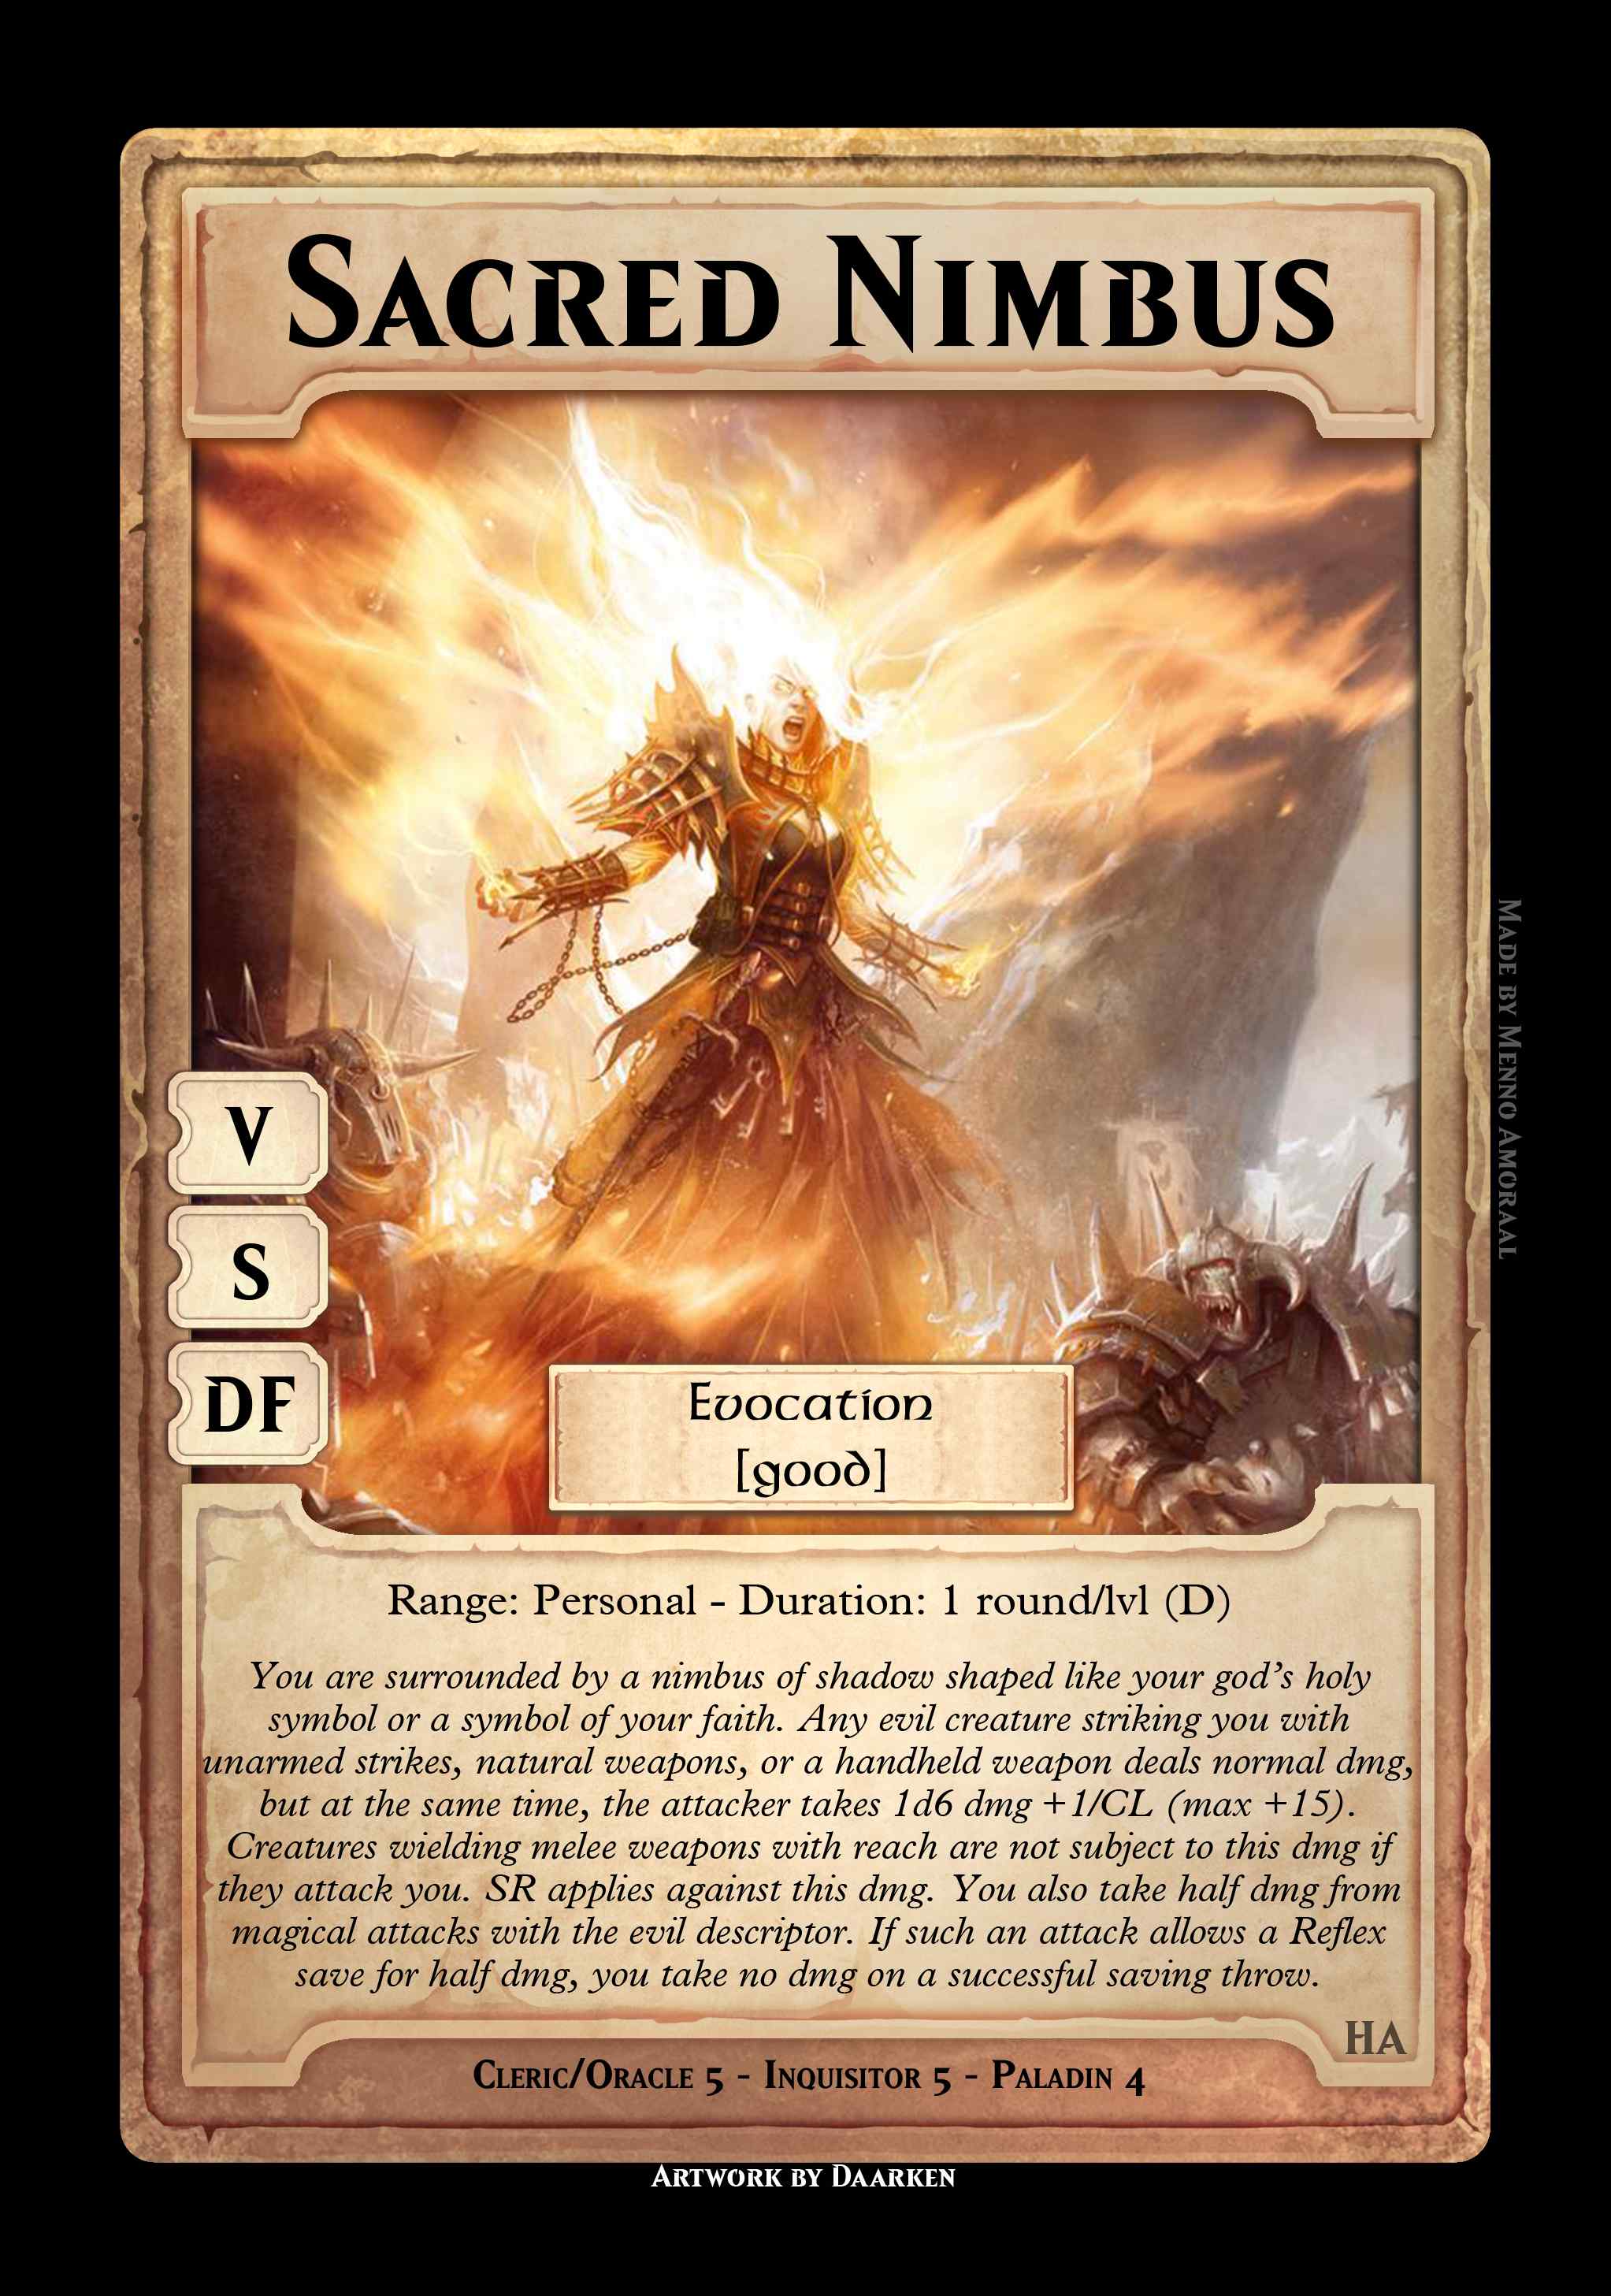 Sacred Nimbus
V
S
DF
Evocation
[good]
Range: Personal - Duration: 1 round/lvl (D)
You are surrounded by a nimbus of shadow shaped like your god's holy
symbol or a symbol of your faith. Any evil creature striking you with
unarmed strikes, natural weapons, or a handheld weapon deals normal dmg,
but at the same time, the attacker takes 1d6 dmg +1/CL (max +15).
Creatures wielding melee weapons with reach are not subject to this dmg if
they attack you. SR applies against this dmg. You also take half dmg from
magical attacks with the evil descriptor. If such an attack allows a Reflex
save for half dmg, you take no dmg on a successful saving throw.
HA
Cleric/Oracle 5 - Inquisitor 5 - Paladin 4
Artwork by Daarken
Made by Menno Amoraal